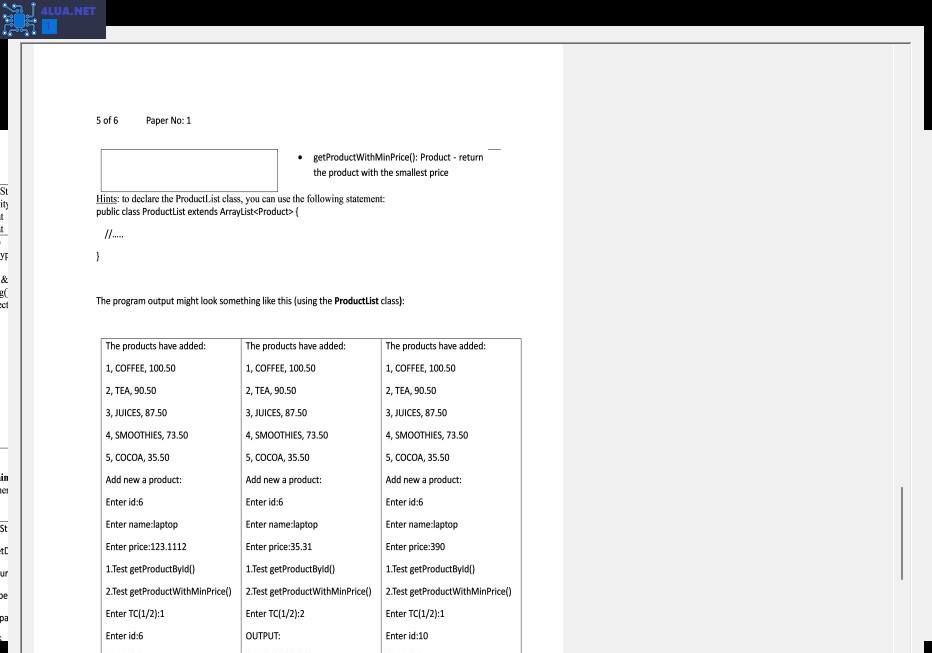 4LUA.NET
5 of 6 Paper No: 1
• getProductWithMinPrice(): Product - return
the product with the smallest price
Hints: to declare the ProductList class, you can use the following statement:
public class ProductList extends ArrayList<Product> {
//.....
}
The program output might look something like this (using the ProductList class):
The products have added: The products have added: The products have added:
1, COFFEE, 100.50 1, COFFEE, 100.50 1, COFFEE, 100.50
2, TEA, 90.50 2, TEA, 90.50 2, TEA, 90.50
3, JUICES, 87.50 3, JUICES, 87.50 3, JUICES, 87.50
4, SMOOTHIES, 73.50 4, SMOOTHIES, 73.50 4, SMOOTHIES, 73.50
5, COCOA, 35.50 5, COCOA, 35.50 5, COCOA, 35.50
Add new a product: Add new a product: Add new a product:
Enter id:6 Enter id:6 Enter id:6
Enter name:laptop Enter name:laptop Enter name:laptop
Enter price:123.1112 Enter price:35.31 Enter price:390
1.Test getProductById() 1.Test getProductById() 1.Test getProductById()
2.Test getProductWithMinPrice() 2.Test getProductWithMinPrice() 2.Test getProductWithMinPrice()
Enter TC(1/2):1 Enter TC(1/2):2 Enter TC(1/2):1
Enter id:6 OUTPUT: Enter id:10